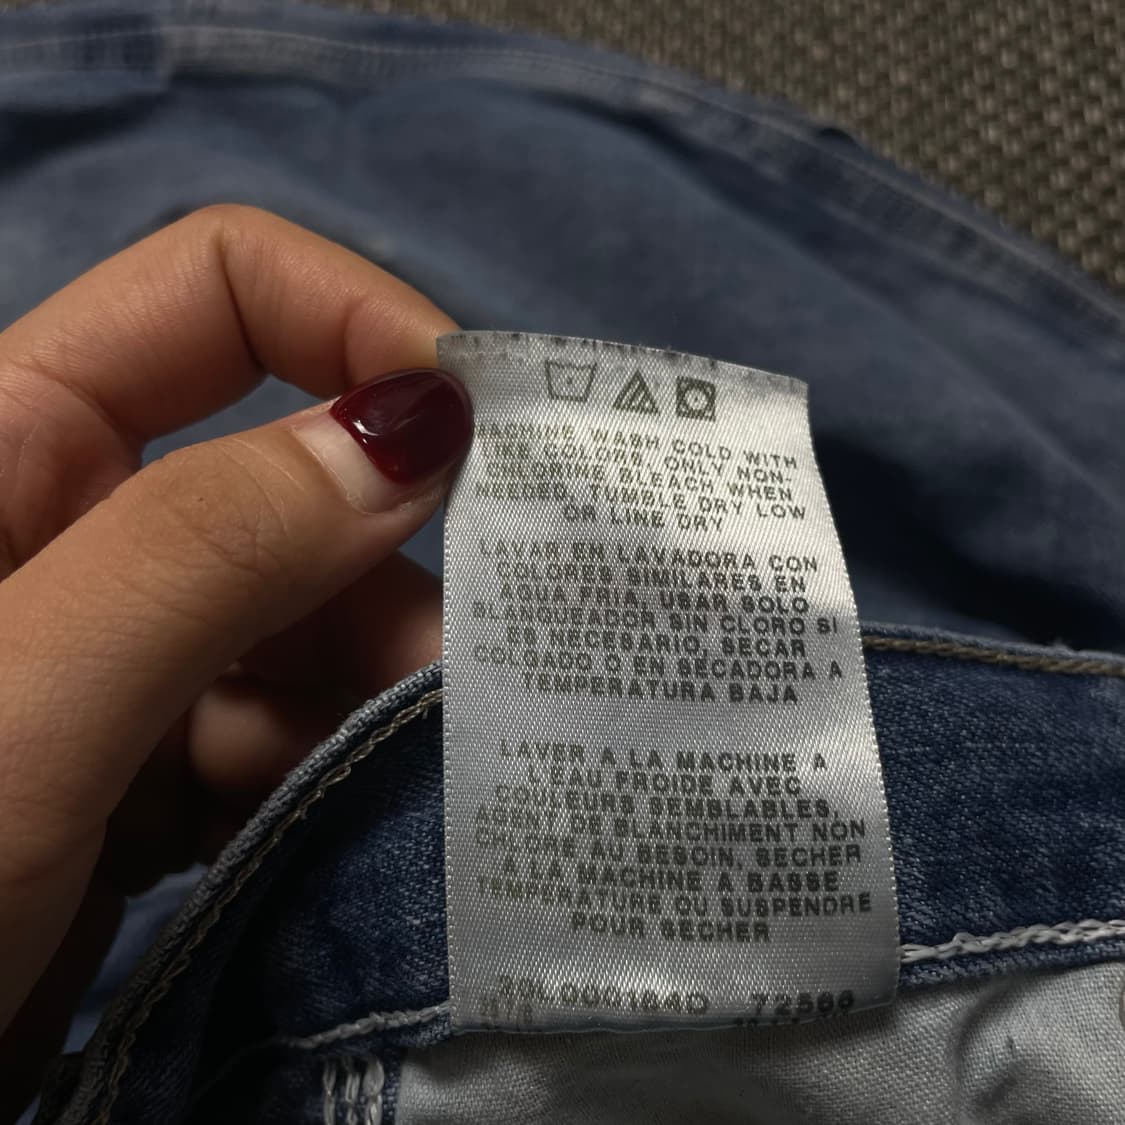 MACHINE WASH COLD WITH
LIKE COLORS, ONLY NON-
CHLORINE BLEACH WHEN
NEEDED, TUMBLE DRY LOW
OR LINE DRY
LAVAR EN LAVADORA CON
COLORES SIMILARES EN
AGUA FRIA, USAR SOLO
BLANQUEADOR SIN CLORO SI
ES NECESARIO, SECAR
COLGADO O EN SECADORA A
TEMPERATURA BAJA
LAVER A LA MACHINE A
L'EAU FROIDE AVEC
COULEURS SEMBLABLES,
AGENT DE BLANCHIMENT NON
CHLORE AU BESOIN, SECHER
A LA MACHINE A BASSE
TEMPERATURE OU SUSPENDRE
POUR SECHER
72588